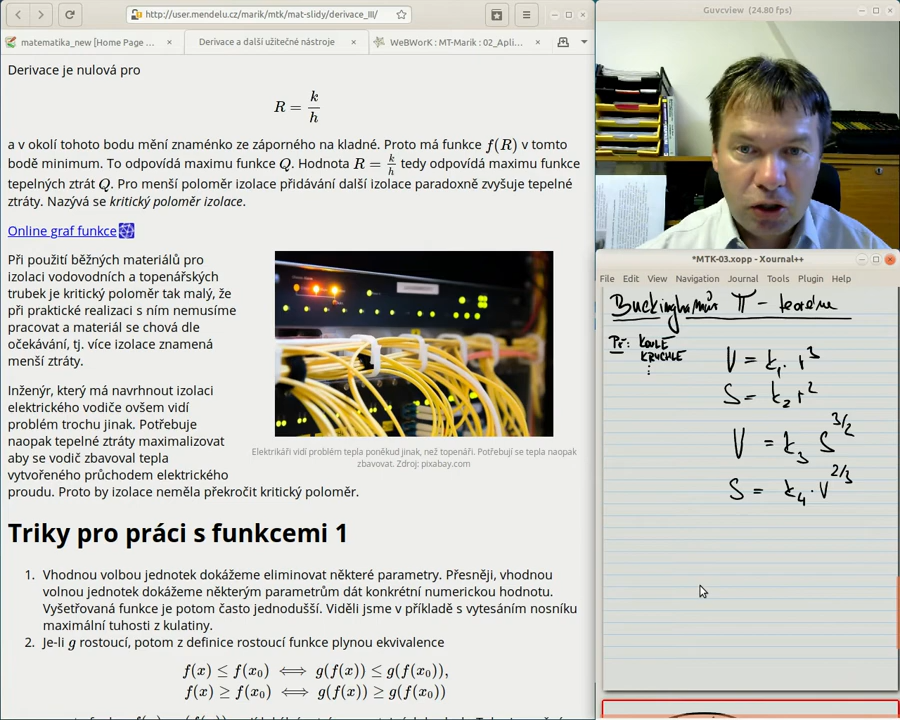 http://user.mendelu.cz/marik/mtk/mat-slidy/derivace_III/
matematika_new [Home Page ...
Derivace a další užitečné nástroje
WeBWorK : MT-Marik : 02_Apli...
Derivace je nulová pro
R = k/h
a v okolí tohoto bodu mění znaménko ze záporného na kladné. Proto má funkce f(R) v tomto
bodě minimum. To odpovídá maximu funkce Q. Hodnota R = k/h tedy odpovídá maximu funkce
tepelných ztrát Q. Pro menší poloměr izolace přidávání další izolace paradoxně zvyšuje tepelné
ztráty. Nazývá se kritický poloměr izolace.
Online graf funkce
Při použití běžných materiálů pro
izolaci vodovodních a topenářských
trubek je kritický poloměr tak malý, že
při praktické realizaci s ním nemusíme
pracovat a materiál se chová dle
očekávání, tj. více izolace znamená
menší ztráty.
Inženýr, který má navrhnout izolaci
elektrického vodiče ovšem vidí
problém trochu jinak. Potřebuje
naopak tepelné ztráty maximalizovat
aby se vodič zbavoval tepla
vytvořeného průchodem elektrického
proudu. Proto by izolace neměla překročit kritický poloměr.
Elektrikáři vidí problém tepla poněkud jinak, než topenáři. Potřebují se tepla naopak
zbavovat. Zdroj: pixabay.com
Triky pro práci s funkcemi 1
1. Vhodnou volbou jednotek dokážeme eliminovat některé parametry. Přesněji, vhodnou
volnou jednotek dokážeme některým parametrům dát konkrétní numerickou hodnotu.
Vyšetřovaná funkce je potom často jednodušší. Viděli jsme v příkladě s vytesáním nosníku
maximální tuhosti z kulatiny.
2. Je-li g rostoucí, potom z definice rostoucí funkce plynou ekvivalence
f(x) ≤ f(x₀) ⟺ g(f(x)) ≤ g(f(x₀)),
f(x) ≥ f(x₀) ⟺ g(f(x)) ≥ g(f(x₀))
Guvcview (24.80 fps)
*MTK-03.xopp - Xournal++
File Edit View Navigation Journal Tools Plugin Help
Buckinghamův π - teorém
Př: KOULE
KRYCHLE
⋮
V = k₁ · r³
S = k₂ r²
V = k₃ S^3/2
S = k₄ · V^2/3